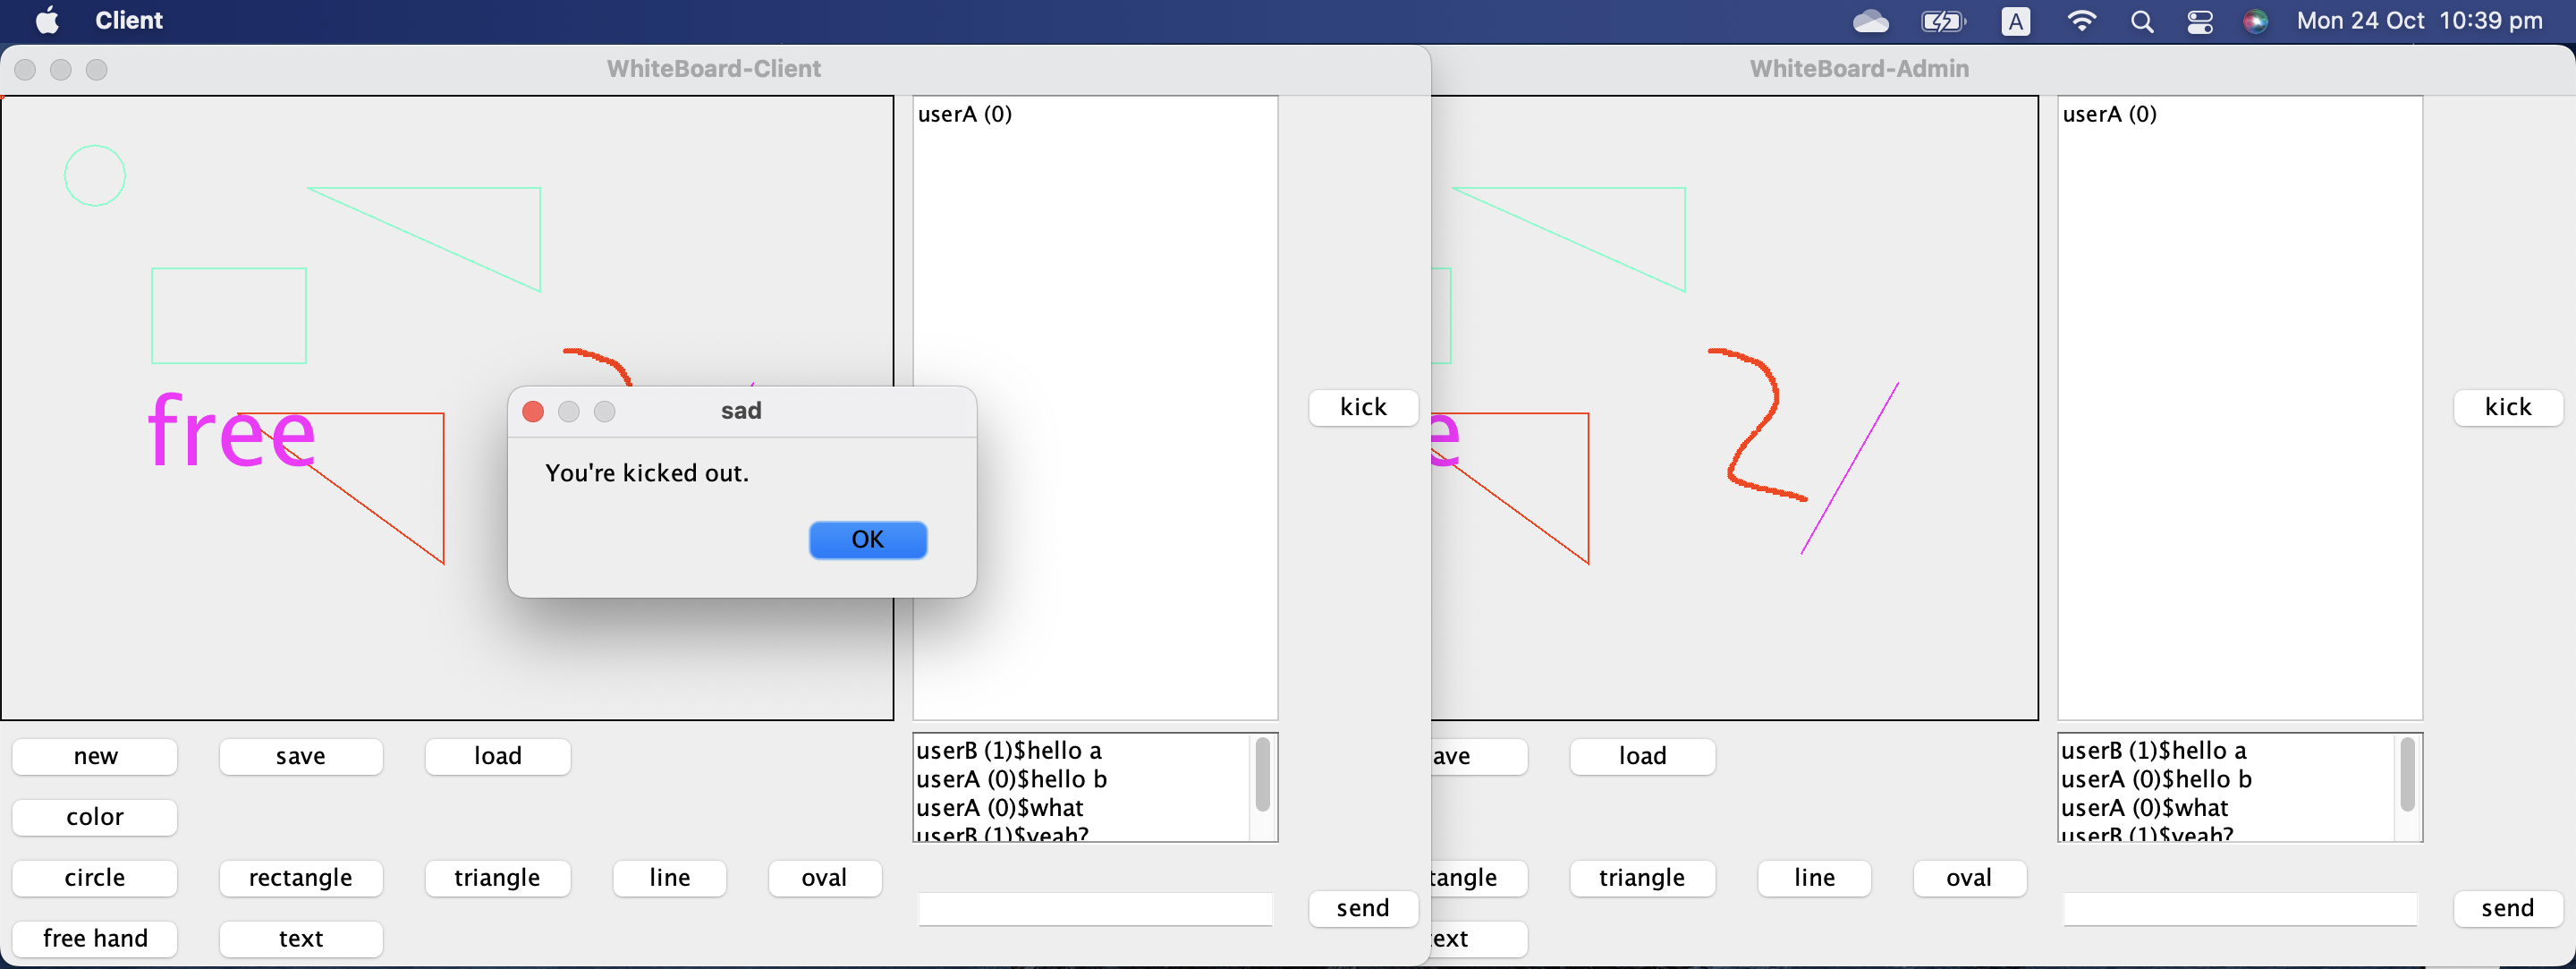 Client
A
Mon 24 Oct 10:39 pm
WhiteBoard-Client
userA (0)
free
sad
You're kicked out.
OK
kick
new
save
load
color
circle
rectangle
triangle
line
oval
free hand
text
userB (1)$hello a
userA (0)$hello b
userA (0)$what
userB (1)$yeah?
send
WhiteBoard-Admin
userA (0)
e
kick
ave
load
tangle
triangle
line
oval
text
userB (1)$hello a
userA (0)$hello b
userA (0)$what
userB (1)$yeah?
send